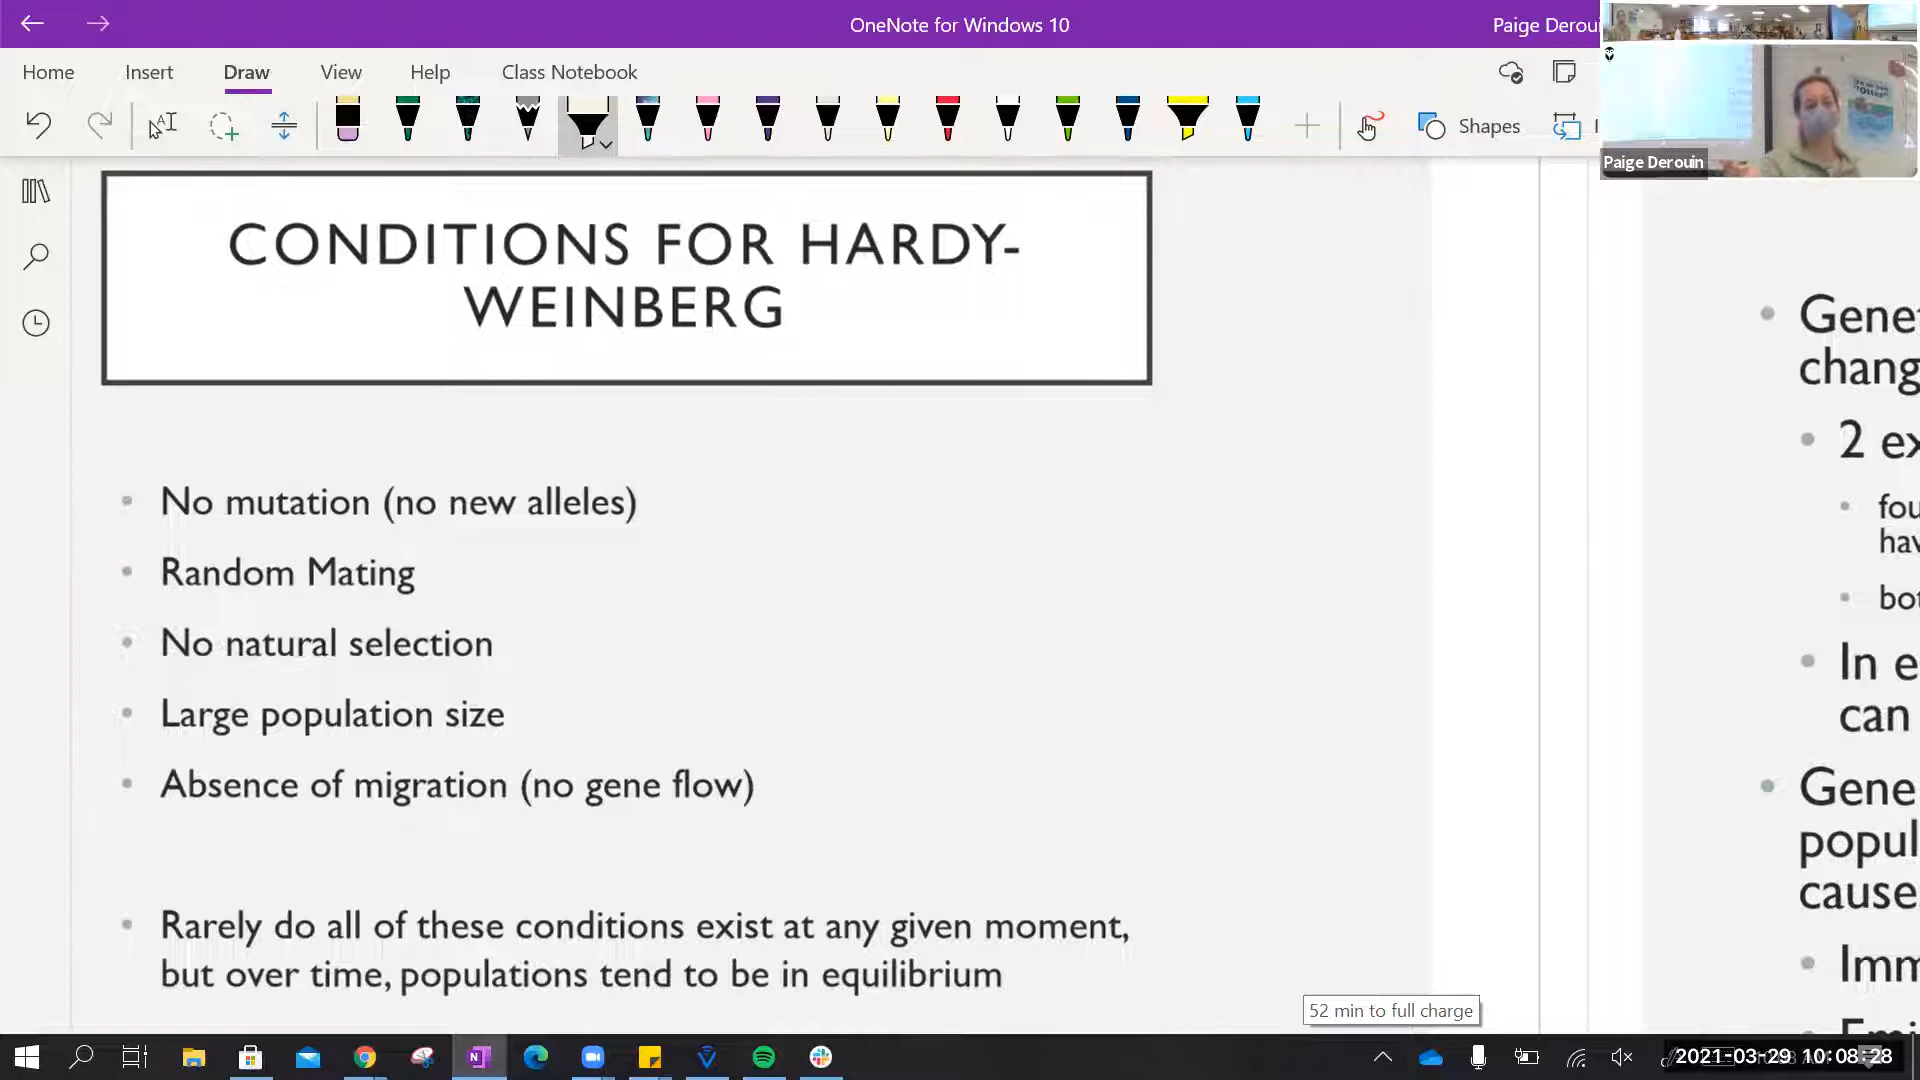 OneNote for Windows 10
Paige Deroui
Home Insert Draw View Help Class Notebook
Shapes
Paige Derouin
CONDITIONS FOR HARDY-
WEINBERG
• No mutation (no new alleles)
• Random Mating
• No natural selection
• Large population size
• Absence of migration (no gene flow)
• Rarely do all of these conditions exist at any given moment,
but over time, populations tend to be in equilibrium
• Genet
chang
• 2 ex
• fou
hav
• bot
• In e
can
• Gene
popul
cause
• Imm
52 min to full charge
2021-03-29 10:08:28